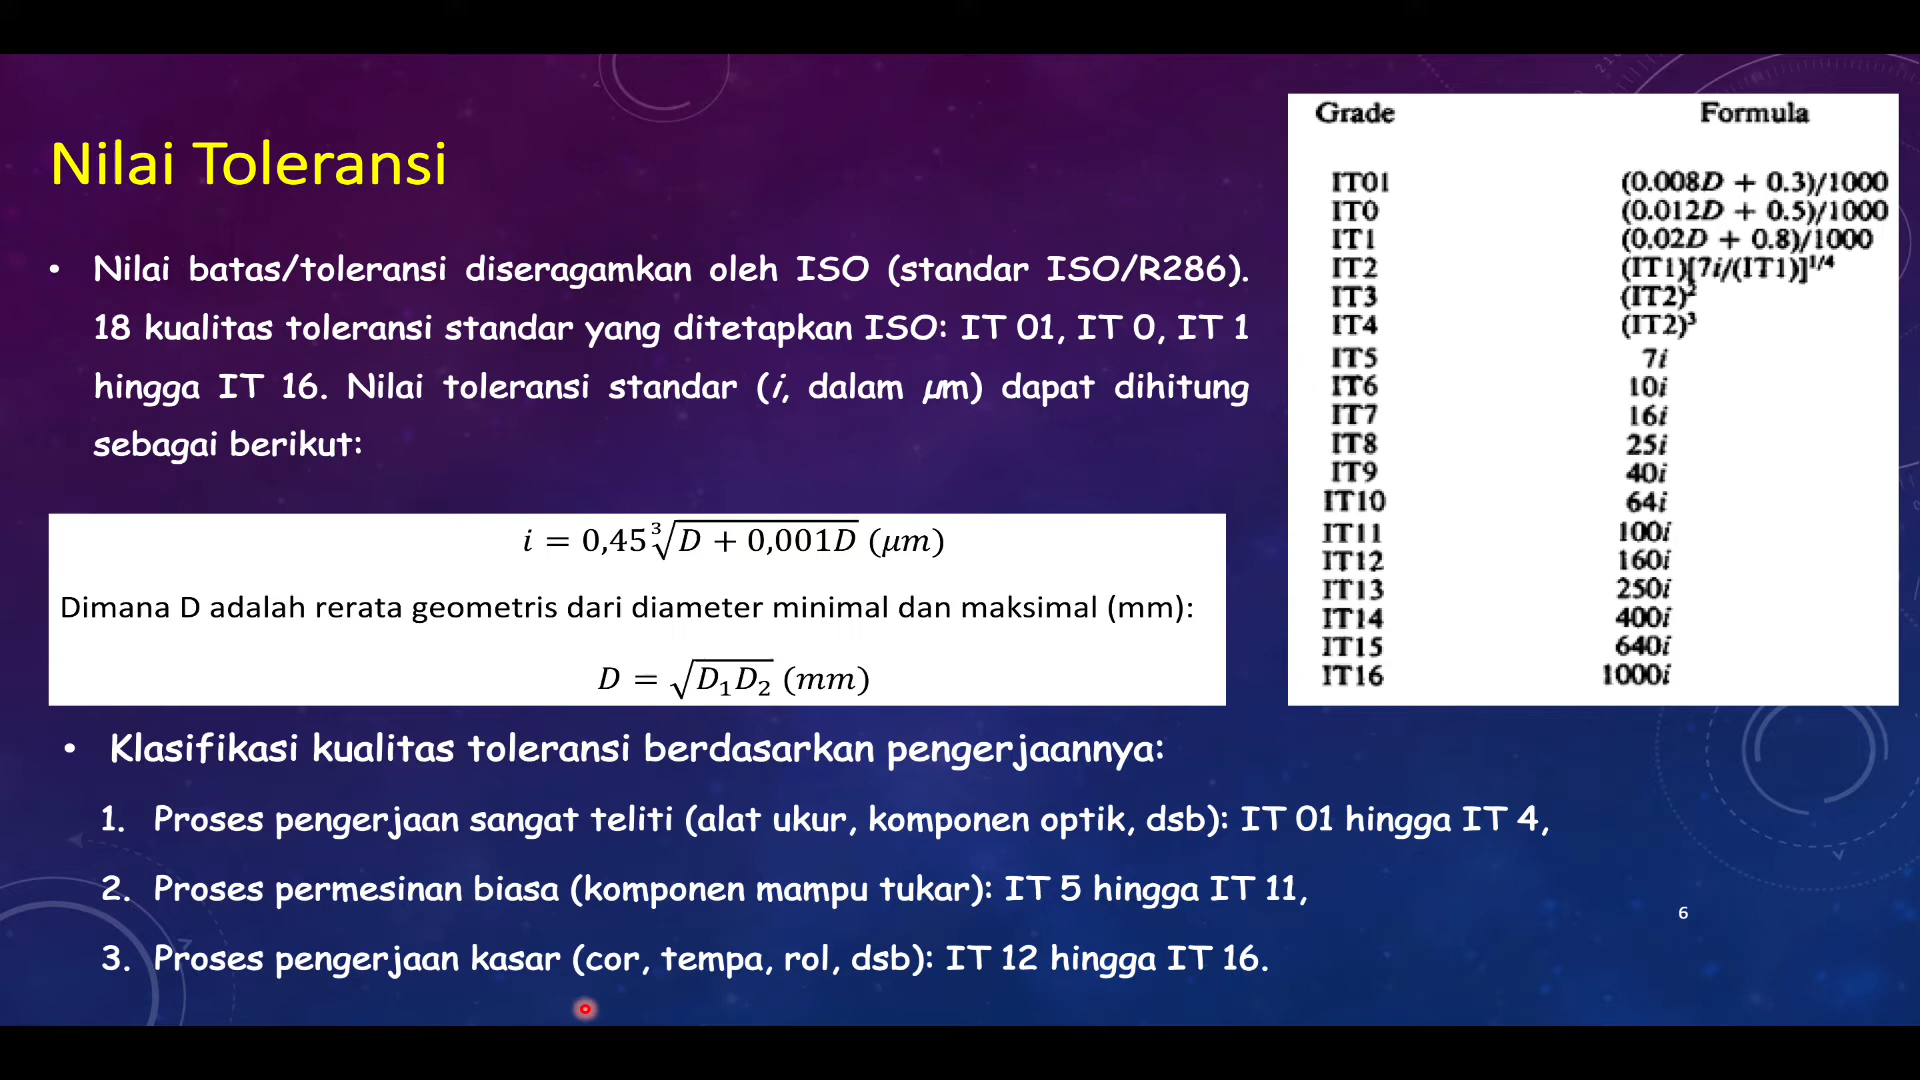 Nilai Toleransi
• Nilai batas/toleransi diseragamkan oleh ISO (standar ISO/R286).
18 kualitas toleransi standar yang ditetapkan ISO: IT 01, IT 0, IT 1
hingga IT 16. Nilai toleransi standar (i, dalam µm) dapat dihitung
sebagai berikut:
i = 0,45∛(D + 0,001D) (µm)
Dimana D adalah rerata geometris dari diameter minimal dan maksimal (mm):
D = √(D₁D₂) (mm)
• Klasifikasi kualitas toleransi berdasarkan pengerjaannya:
1. Proses pengerjaan sangat teliti (alat ukur, komponen optik, dsb): IT 01 hingga IT 4,
2. Proses permesinan biasa (komponen mampu tukar): IT 5 hingga IT 11,
3. Proses pengerjaan kasar (cor, tempa, rol, dsb): IT 12 hingga IT 16.
Grade Formula
IT01 (0.008D + 0.3)/1000
IT0 (0.012D + 0.5)/1000
IT1 (0.02D + 0.8)/1000
IT2 (IT1)[7i/(IT1)]^1/4
IT3 (IT2)²
IT4 (IT2)³
IT5 7i
IT6 10i
IT7 16i
IT8 25i
IT9 40i
IT10 64i
IT11 100i
IT12 160i
IT13 250i
IT14 400i
IT15 640i
IT16 1000i
6